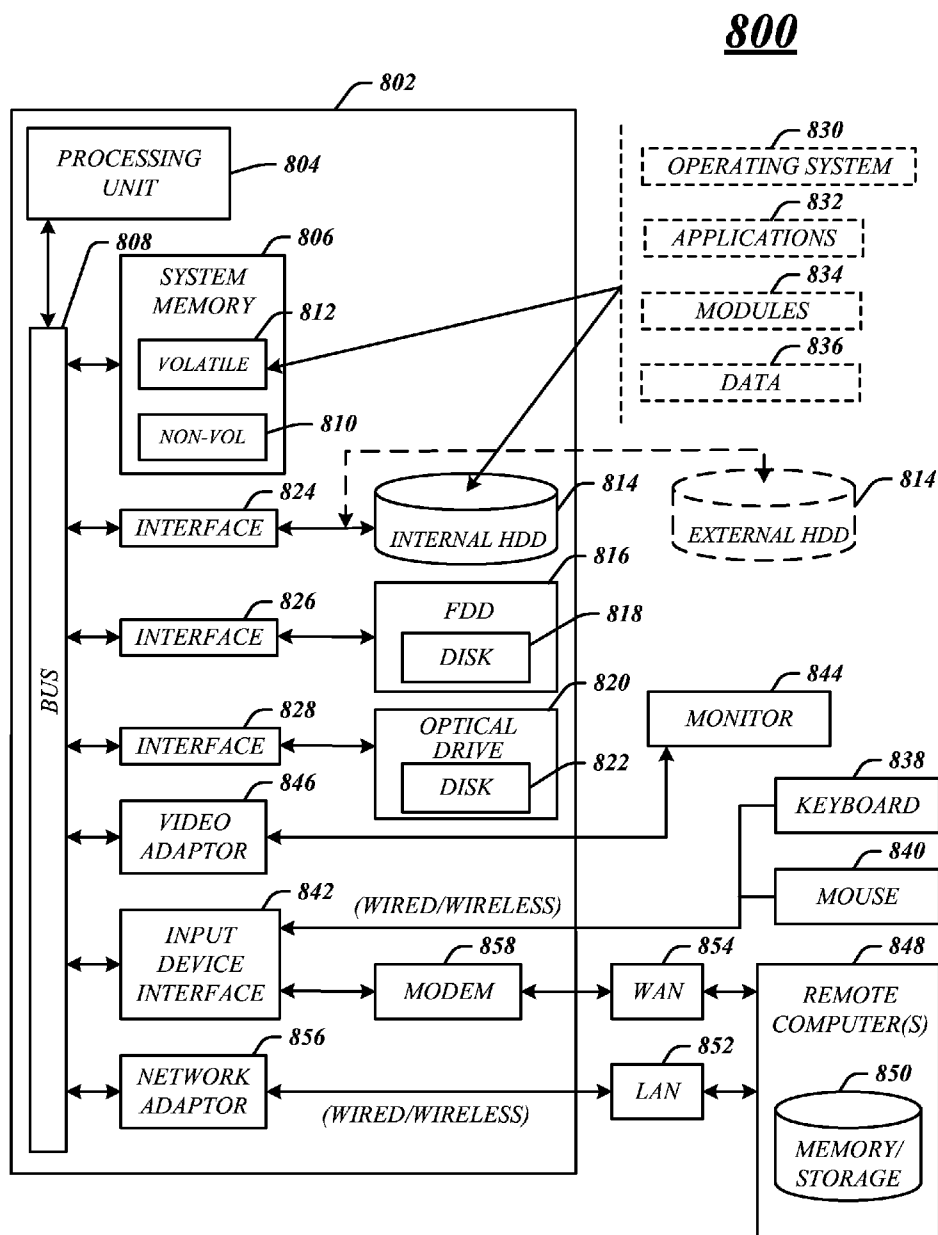 800
802
PROCESSING
UNIT
804
808
806
SYSTEM
MEMORY
812
VOLATILE
810
NON-VOL
830
OPERATING SYSTEM
832
APPLICATIONS
834
MODULES
836
DATA
824
INTERFACE
814
INTERNAL HDD
814
EXTERNAL HDD
816
826
INTERFACE
FDD
818
DISK
BUS
820
828
INTERFACE
OPTICAL
DRIVE
822
DISK
844
MONITOR
846
VIDEO
ADAPTOR
838
KEYBOARD
840
MOUSE
842
(WIRED/WIRELESS)
INPUT
DEVICE
INTERFACE
858
MODEM
854
WAN
848
REMOTE
COMPUTER(S)
856
NETWORK
ADAPTOR
(WIRED/WIRELESS)
852
LAN
850
MEMORY/
STORAGE